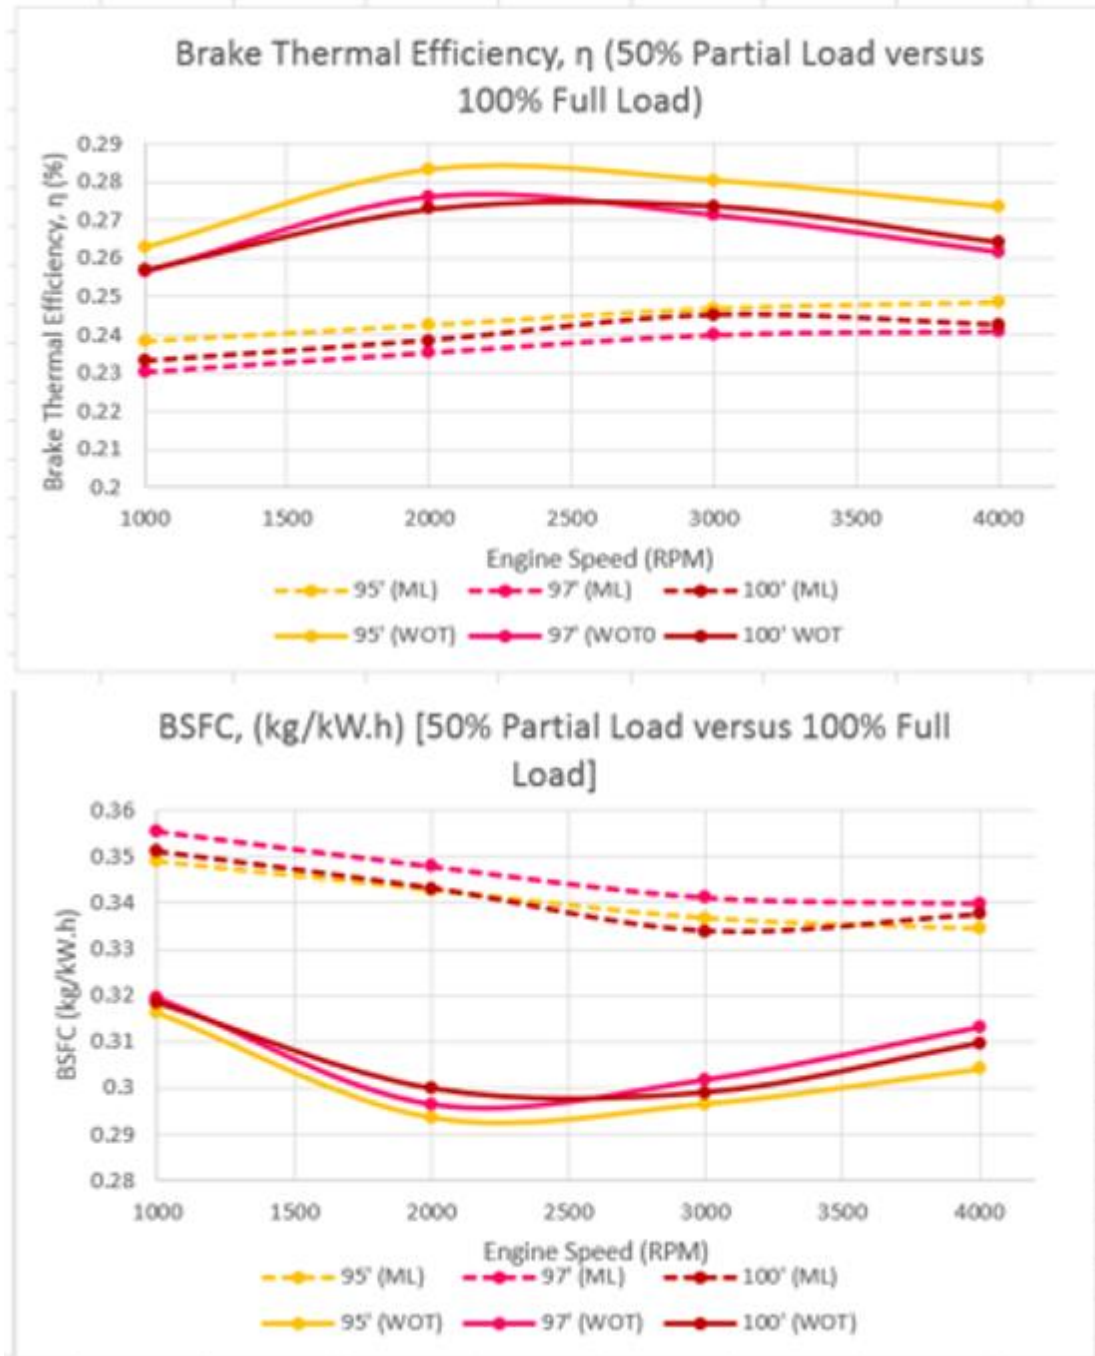 Brake Thermal Efficiency, η (50% Partial Load versus
100% Full Load)
Brake Thermal Efficiency, η (%)
0.29
0.28
0.27
0.26
0.25
0.24
0.23
0.22
0.21
0.2
1000 1500 2000 2500 3000 3500 4000
Engine Speed (RPM)
95' (ML) 97' (ML) 100' (ML)
95' (WOT) 97' (WOT0 100' WOT
BSFC, (kg/kW.h) [50% Partial Load versus 100% Full
Load]
BSFC (kg/kW.h)
0.36
0.35
0.34
0.33
0.32
0.31
0.3
0.29
0.28
1000 1500 2000 2500 3000 3500 4000
Engine Speed (RPM)
95' (ML) 97' (ML) 100' (ML)
95' (WOT) 97' (WOT) 100' (WOT)